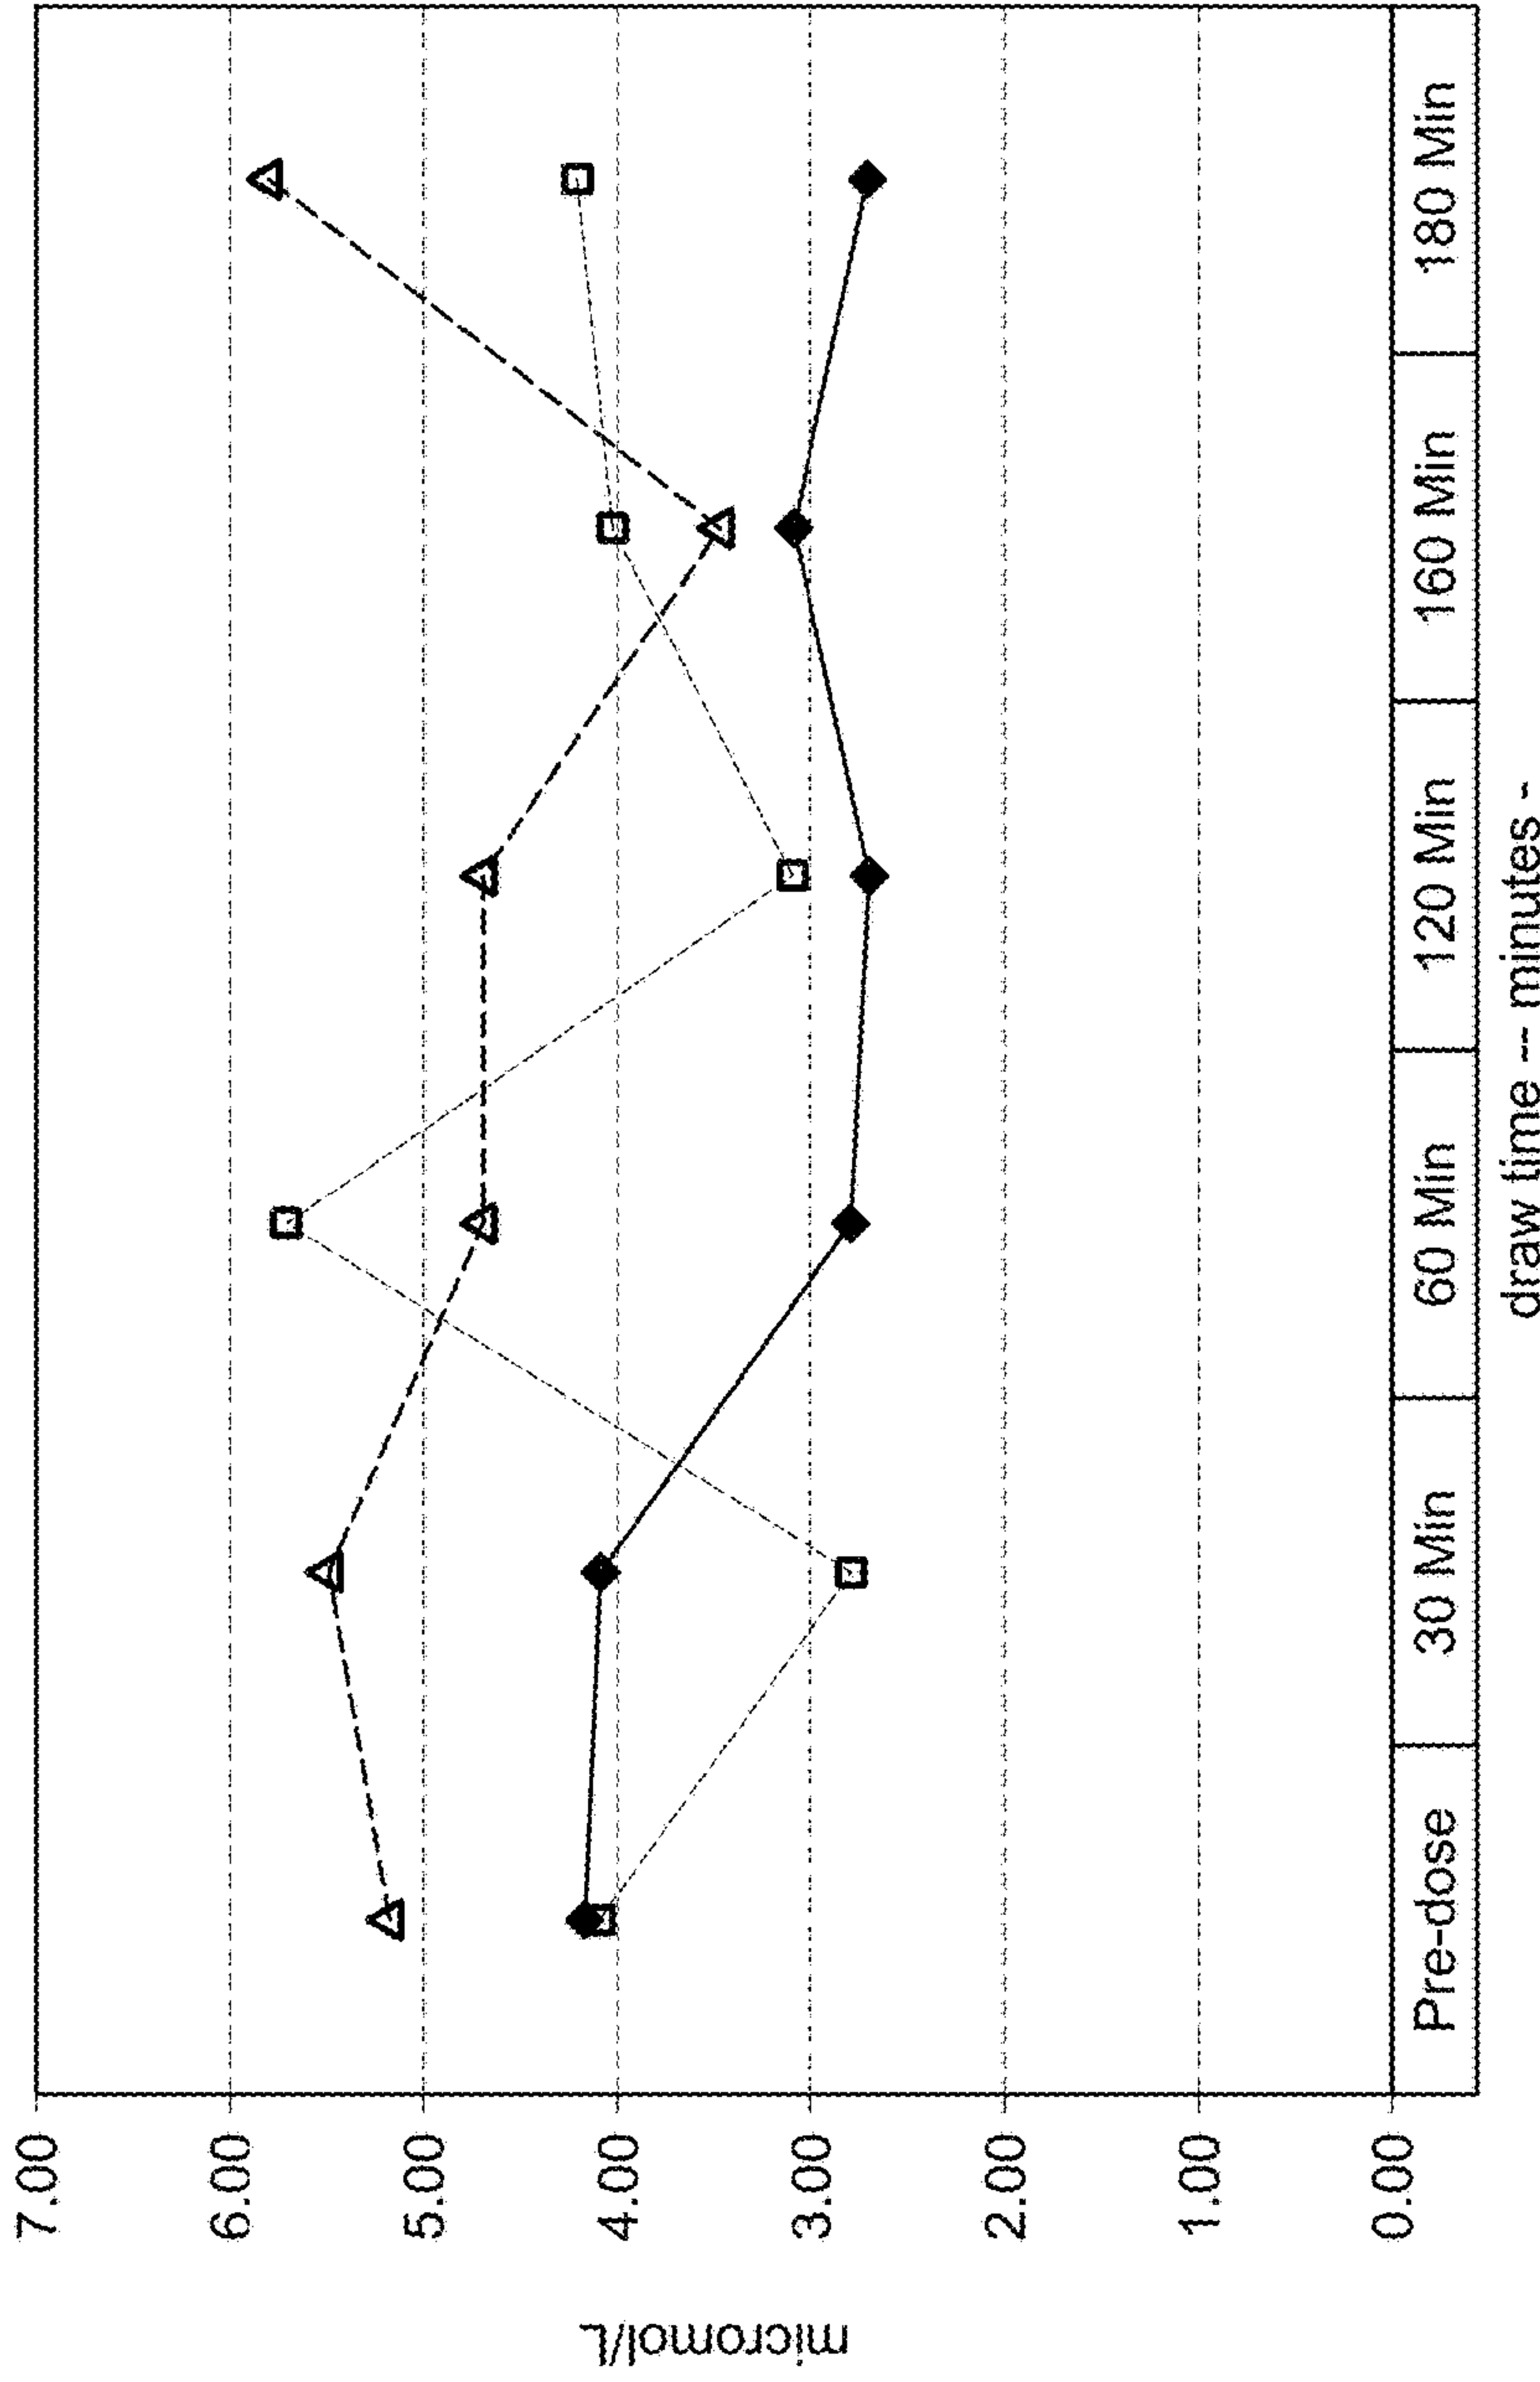 7.00
6.00
5.00
4.00
3.00
2.00
1.00
0.00
micromol/L
Pre-dose
30 Min
60 Min
120 Min
160 Min
180 Min
draw time -- minutes -